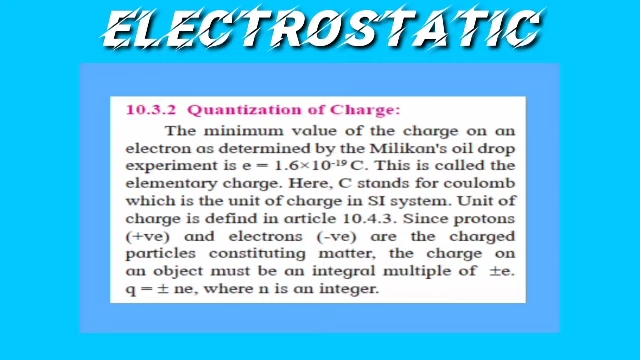 ELECTROSTATIC
10.3.2 Quantization of Charge:
The minimum value of the charge on an
electron as determined by the Milikan's oil drop
experiment is e = 1.6×10⁻¹⁹ C. This is called the
elementary charge. Here, C stands for coulomb
which is the unit of charge in SI system. Unit of
charge is defind in article 10.4.3. Since protons
(+ve) and electrons (-ve) are the charged
particles constituting matter, the charge on
an object must be an integral multiple of ±e.
q = ± ne, where n is an integer.